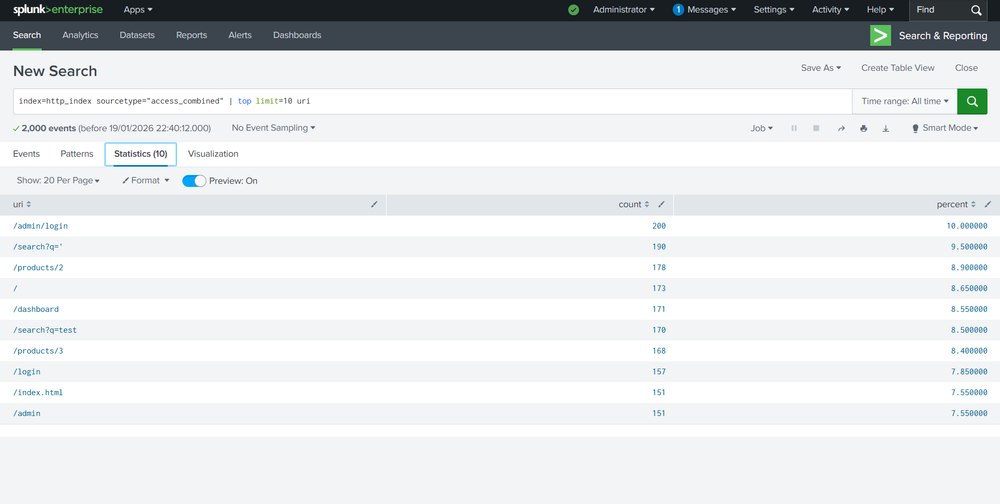 splunk>enterprise Apps Administrator 1 Messages Settings Activity Help Find
Search Analytics Datasets Reports Alerts Dashboards > Search & Reporting
New Search Save As Create Table View Close
index=http_index sourcetype="access_combined" | top limit=10 uri Time range: All time
2,000 events (before 19/01/2026 22:40:12.000) No Event Sampling Job Smart Mode
Events Patterns Statistics (10) Visualization
Show: 20 Per Page Format Preview: On
uri count percent
/admin/login 200 10.000000
/search?q=' 190 9.500000
/products/2 178 8.900000
/ 173 8.650000
/dashboard 171 8.550000
/search?q=test 170 8.500000
/products/3 168 8.400000
/login 157 7.850000
/index.html 151 7.550000
/admin 151 7.550000